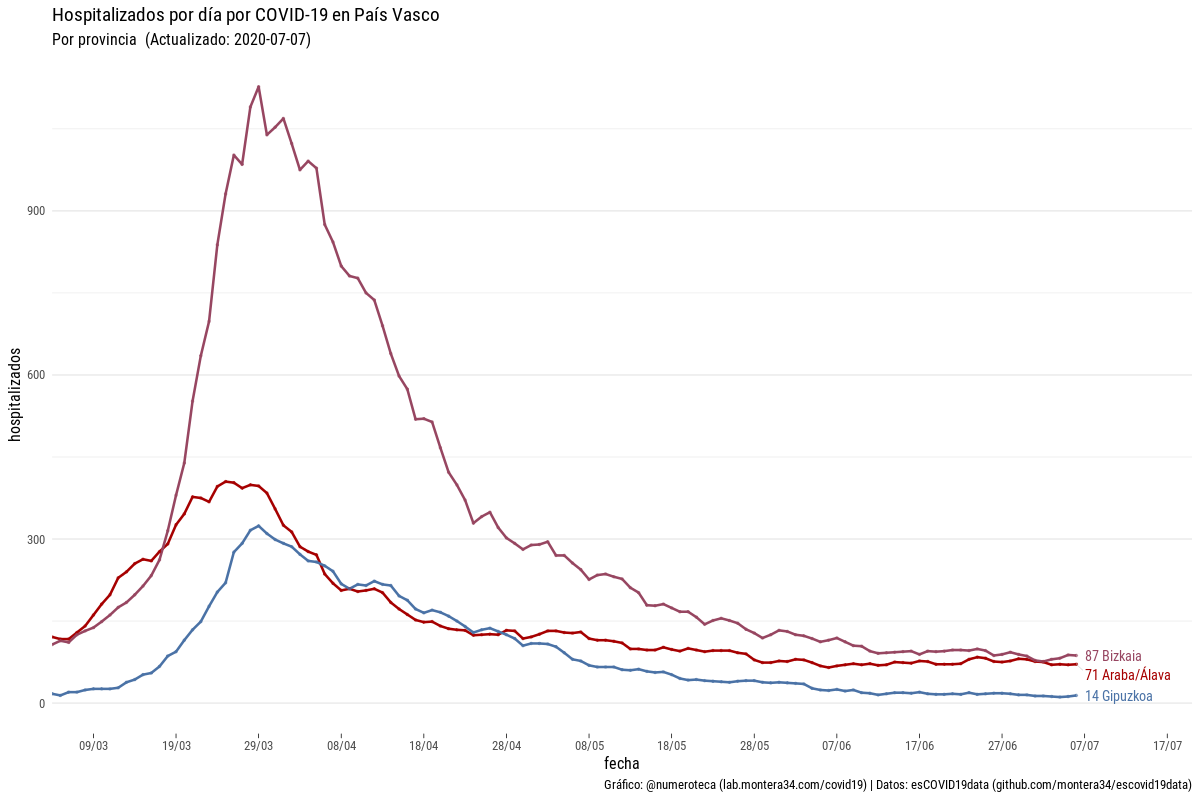 Hospitalizados por día por COVID-19 en País Vasco
Por provincia  (Actualizado: 2020-07-07)
hospitalizados
900
600
300
0
87 Bizkaia
71 Araba/Álava
14 Gipuzkoa
09/03 19/03 29/03 08/04 18/04 28/04 08/05 18/05 28/05 07/06 17/06 27/06 07/07 17/07
fecha
Gráfico: @numeroteca (lab.montera34.com/covid19) | Datos: esCOVID19data (github.com/montera34/escovid19data)